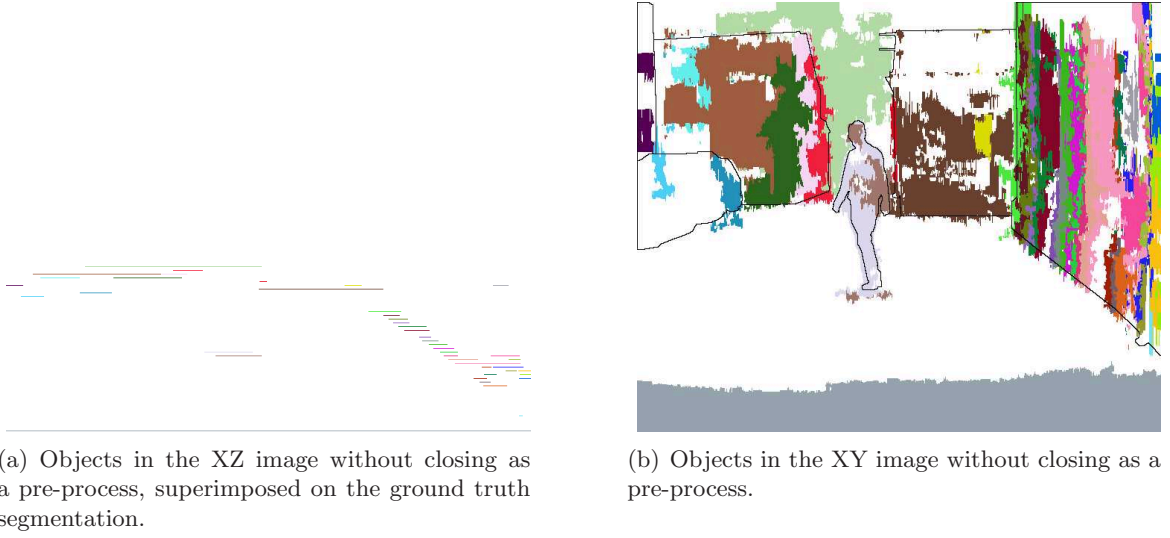 (a) Objects in the XZ image without closing as
a pre-process, superimposed on the ground truth
segmentation.
(b) Objects in the XY image without closing as a
pre-process.